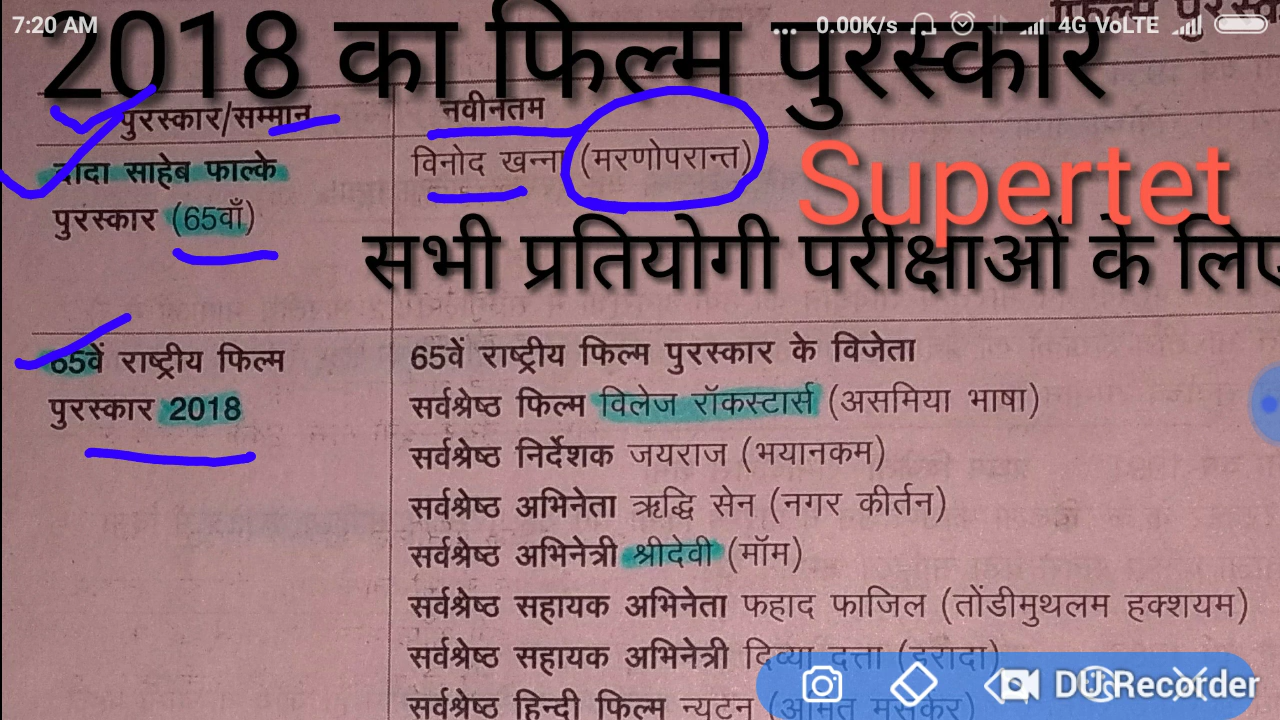 7:20 AM
... 0.00K/s 4G VoLTE
2018 का फिल्म पुरस्कार
पुरस्कार/सम्मान नवीनतम
दादा साहेब फाल्के
पुरस्कार (65वाँ)
विनोद खन्ना (मरणोपरान्त)
Supertet
सभी प्रतियोगी परीक्षाओं के लिए
65वें राष्ट्रीय फिल्म
पुरस्कार 2018
65वें राष्ट्रीय फिल्म पुरस्कार के विजेता
सर्वश्रेष्ठ फिल्म विलेज रॉकस्टार्स (असमिया भाषा)
सर्वश्रेष्ठ निर्देशक जयराज (भयानकम)
सर्वश्रेष्ठ अभिनेता ऋद्धि सेन (नगर कीर्तन)
सर्वश्रेष्ठ अभिनेत्री श्रीदेवी (मॉम)
सर्वश्रेष्ठ सहायक अभिनेता फहाद फाजिल (तोंडीमुथलम हक्शयम)
सर्वश्रेष्ठ सहायक अभिनेत्री दिव्या दत्ता (इरादा)
सर्वश्रेष्ठ हिन्दी फिल्म न्यूटन (अमित मसुरकर)
DU Recorder